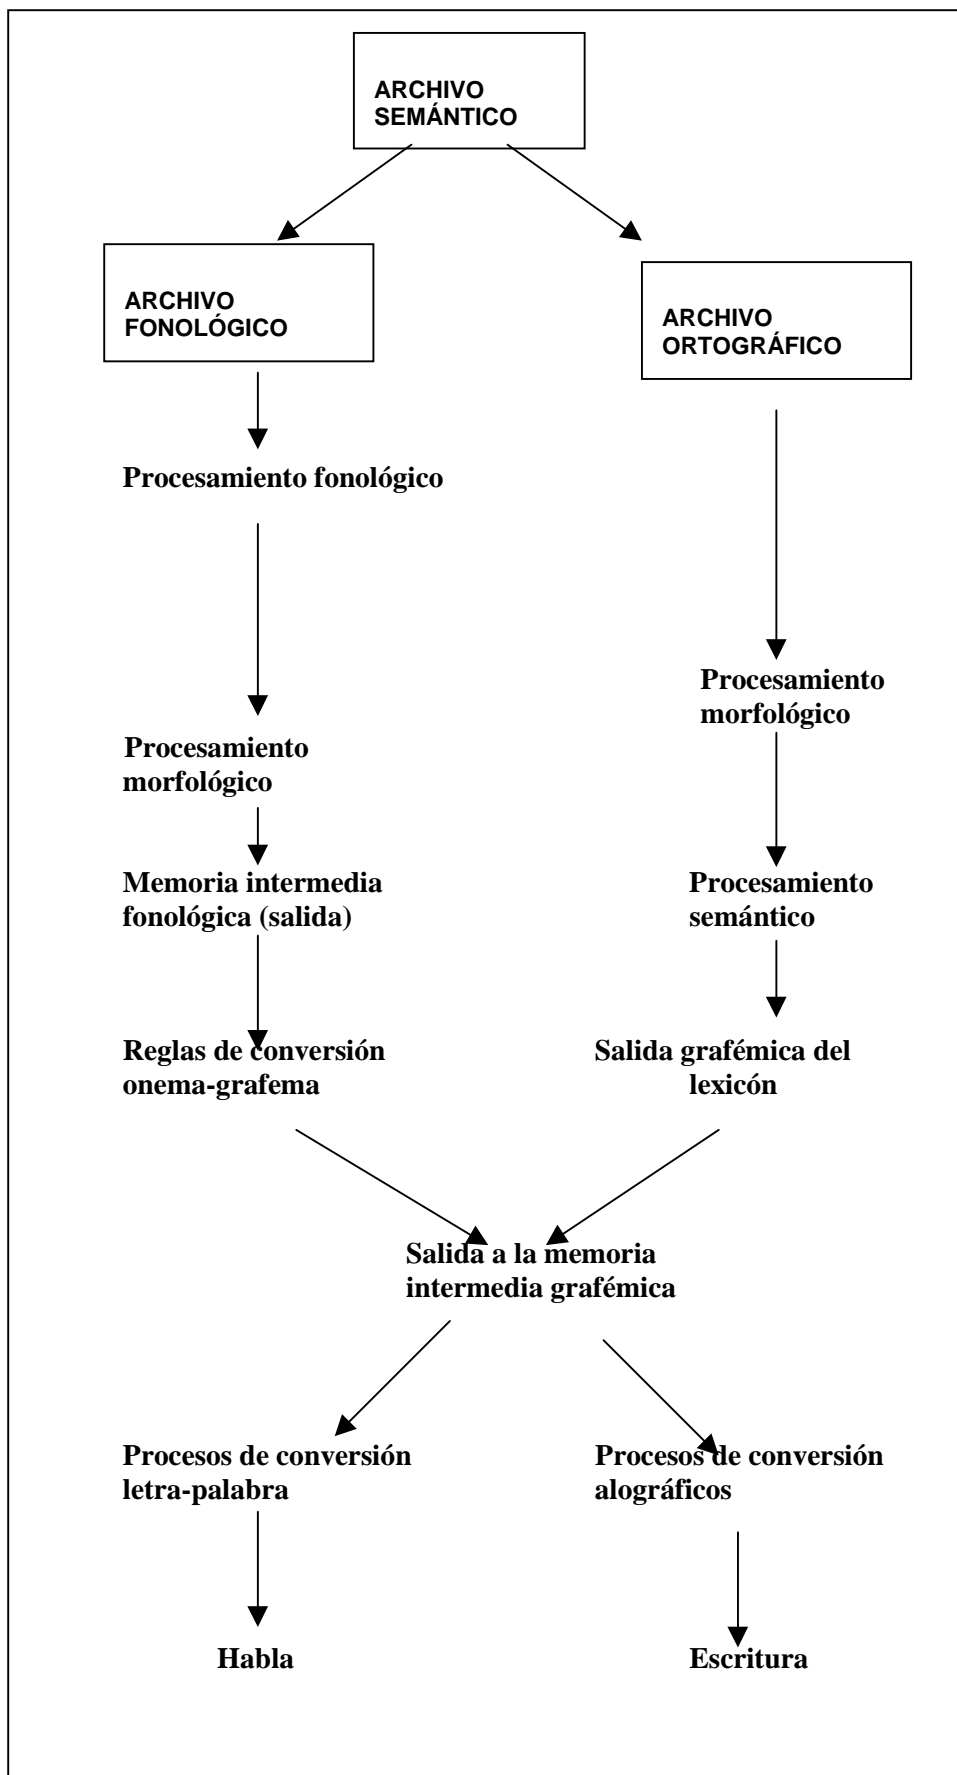 ARCHIVO
SEMÁNTICO
ARCHIVO
FONOLÓGICO
ARCHIVO
ORTOGRÁFICO
Procesamiento fonológico
Procesamiento
morfológico
Procesamiento
morfológico
Memoria intermedia
fonológica (salida)
Procesamiento
semántico
Reglas de conversión
onema-grafema
Salida grafémica del
lexicón
Salida a la memoria
intermedia grafémica
Procesos de conversión
letra-palabra
Procesos de conversión
alográficos
Habla
Escritura